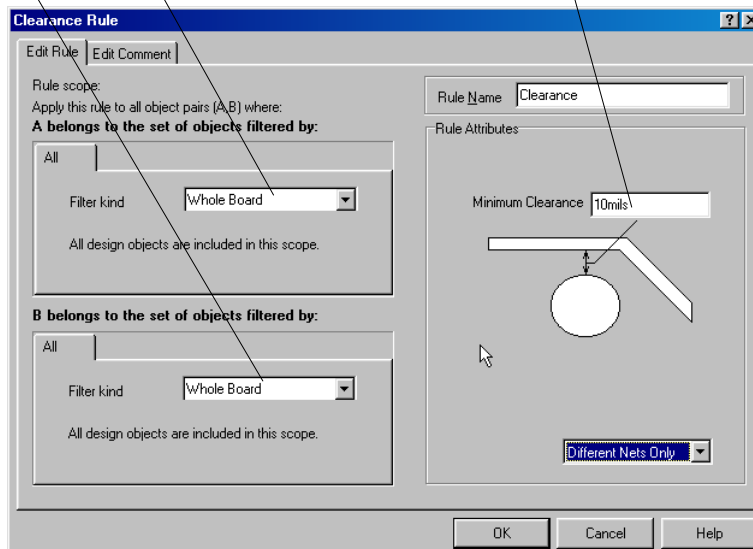 Clearance Rule
Edit Rule
Edit Comment
Rule scope:
Apply this rule to all object pairs (A,B) where:
A belongs to the set of objects filtered by:
All
Filter kind
Whole Board
All design objects are included in this scope.
B belongs to the set of objects filtered by:
All
Filter kind
Whole Board
All design objects are included in this scope.
Rule Name
Clearance
Rule Attributes
Minimum Clearance
10mils
Different Nets Only
OK
Cancel
Help